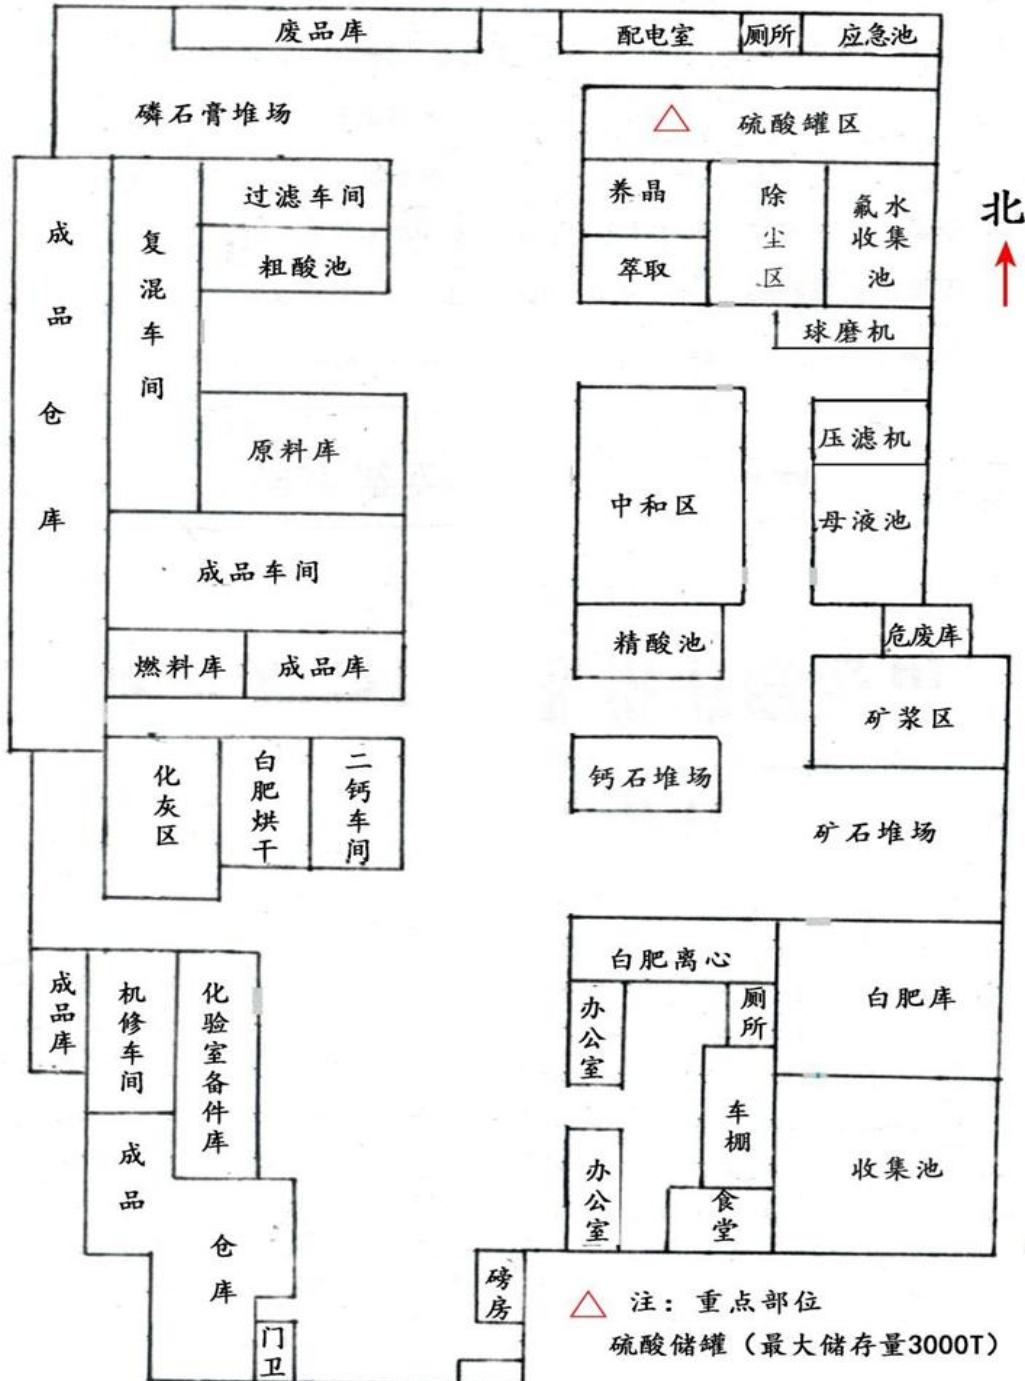 废品库
配电室
厕所
应急池
磷石膏堆场
硫酸罐区
成品仓库
复混车间
过滤车间
粗酸池
养晶
萃取
除尘区
氟水收集池
北
球磨机
原料库
压滤机
中和区
母液池
成品车间
燃料库
成品库
精酸池
危废库
矿浆区
化灰区
白肥烘干
二钙车间
钙石堆场
矿石堆场
白肥离心
白肥库
成品库
机修车间
化验室备件库
办公室
厕所
车棚
成品
仓库
办公室
食堂
收集池
磅房
门卫
注：重点部位
硫酸储罐（最大储存量3000T）